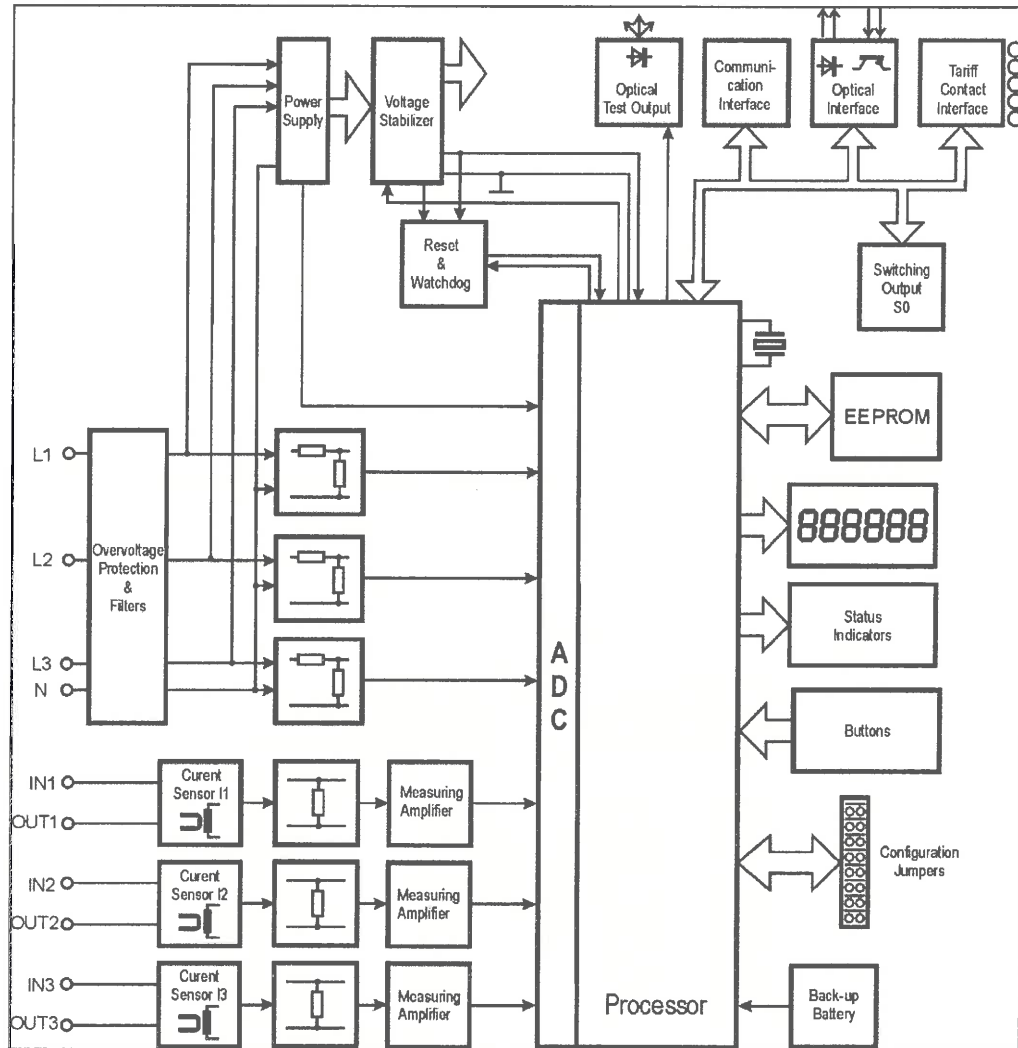 Power
Supply
Voltage
Stabilizer
Optical
Test Output
Communi-
cation
Interface
Optical
Interface
Tariff
Contact
Interface
Reset
&
Watchdog
Switching
Output
S0
EEPROM
L1
L2
L3
N
Overvoltage
Protection
&
Filters
888888
Status
Indicators
A
D
C
Buttons
IN1
OUT1
Curent
Sensor I1
Measuring
Amplifier
Configuration
Jumpers
IN2
OUT2
Curent
Sensor I2
Measuring
Amplifier
IN3
OUT3
Curent
Sensor I3
Measuring
Amplifier
Processor
Back-up
Battery